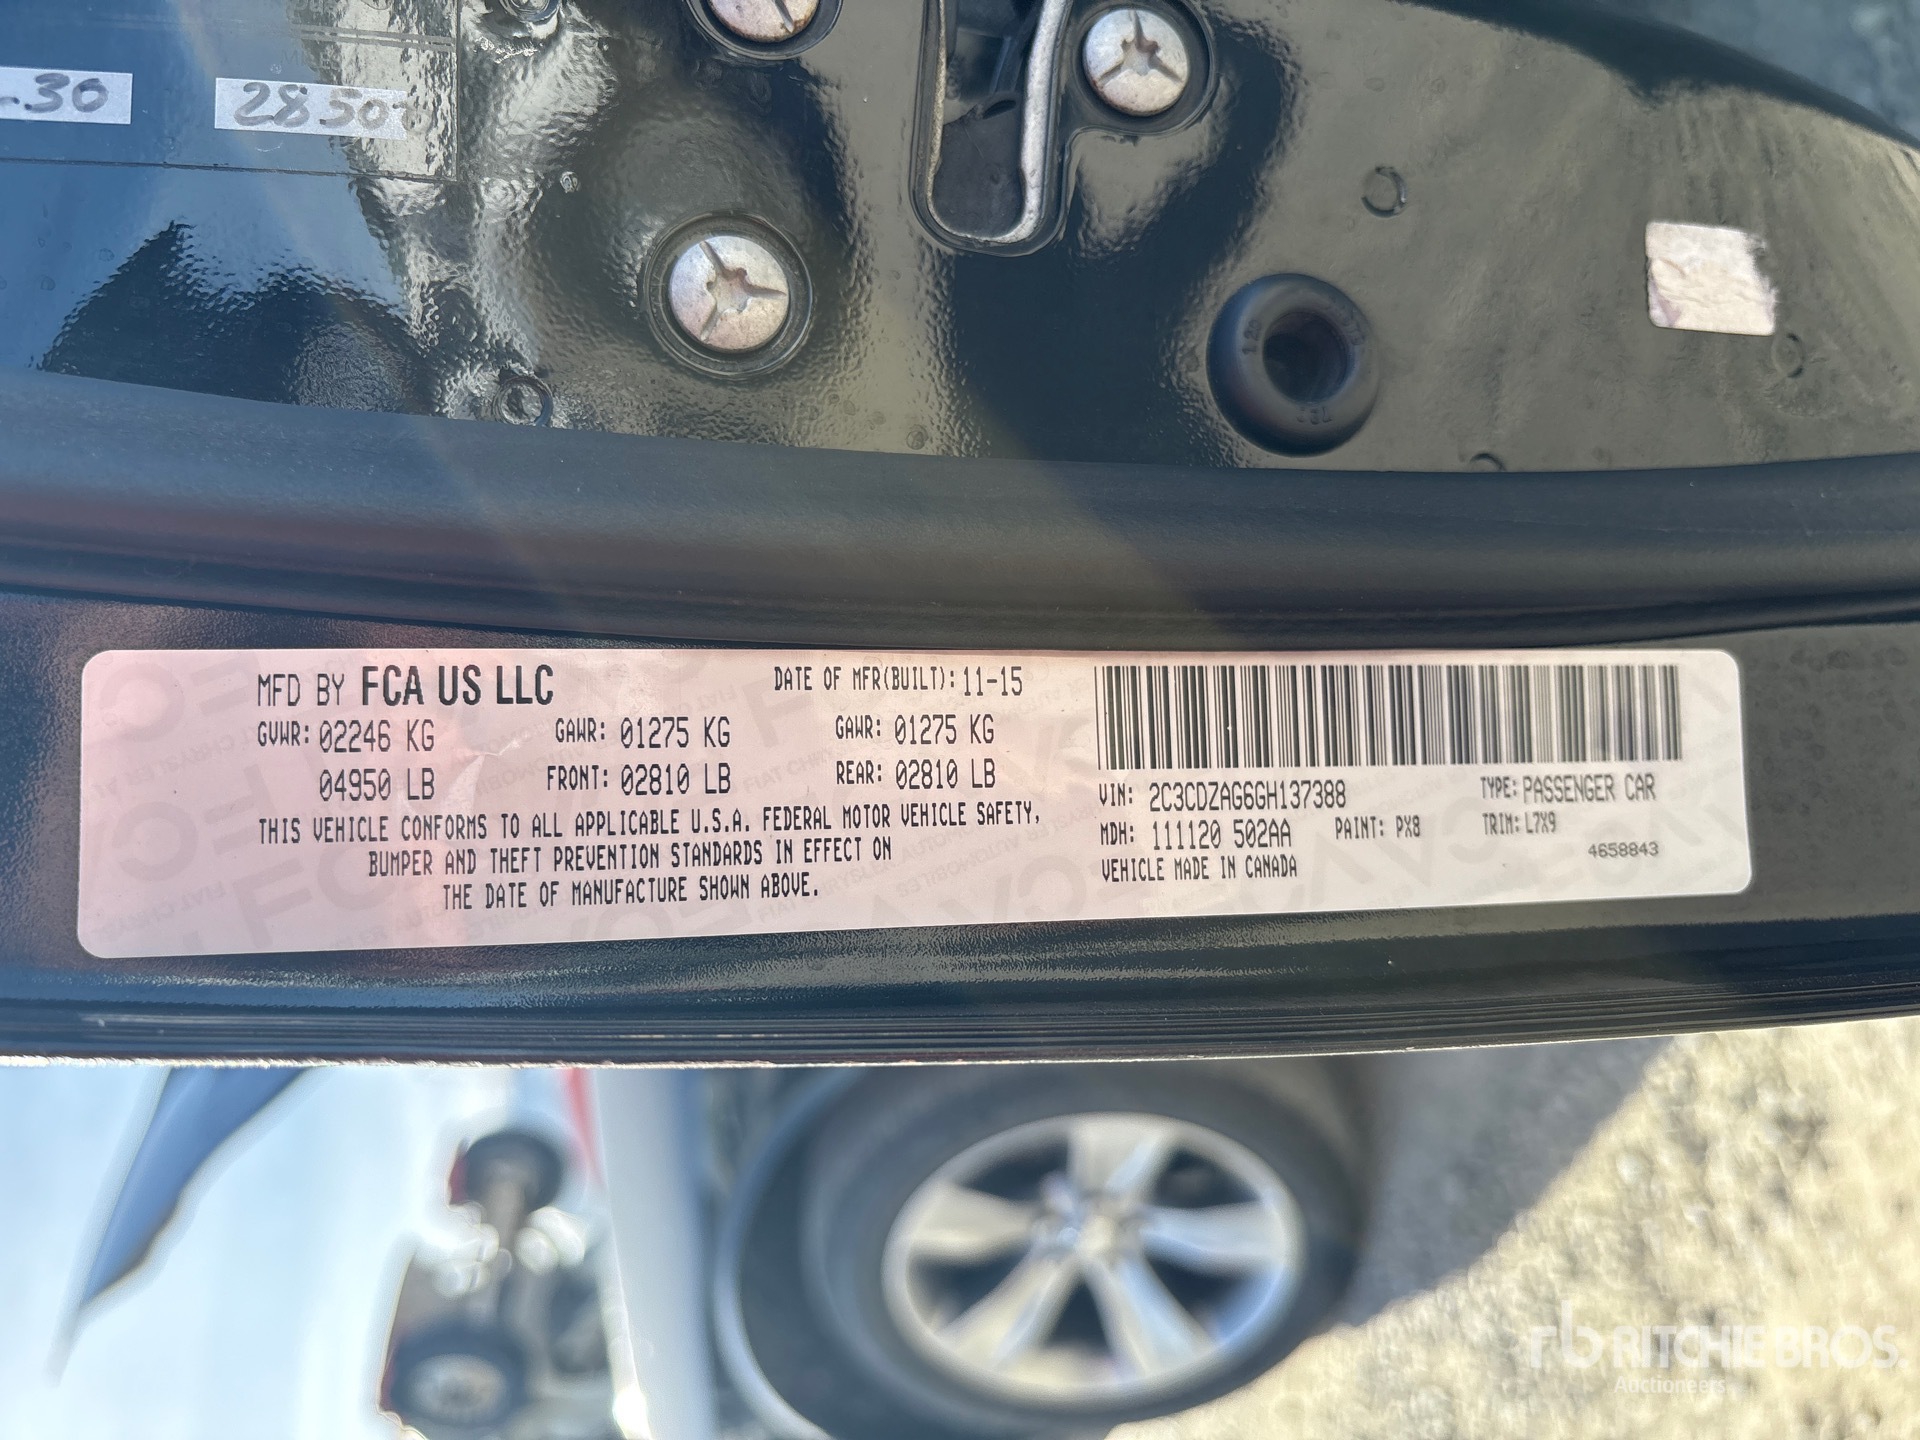 .30
28507
MFD BY FCA US LLC DATE OF MFR(BUILT): 11-15
GVWR: 02246 KG GAWR: 01275 KG GAWR: 01275 KG
04950 LB FRONT: 02810 LB REAR: 02810 LB
THIS VEHICLE CONFORMS TO ALL APPLICABLE U.S.A. FEDERAL MOTOR VEHICLE SAFETY,
BUMPER AND THEFT PREVENTION STANDARDS IN EFFECT ON
THE DATE OF MANUFACTURE SHOWN ABOVE.
VIN: 2C3CDZAG6GH137388 TYPE: PASSENGER CAR
MDH: 111120 502AA PAINT: PX8 TRIM: L7X9
4658843
VEHICLE MADE IN CANADA
rb RITCHIE BROS.
Auctioneers